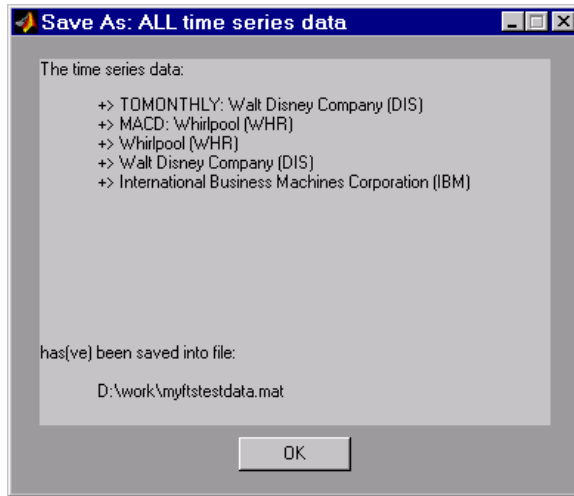 Save As: ALL time series data
The time series data:
+> TOMONTHLY: Walt Disney Company (DIS)
+> MACD: Whirlpool (WHR)
+> Whirlpool (WHR)
+> Walt Disney Company (DIS)
+> International Business Machines Corporation (IBM)
has(ve) been saved into file:
D:\work\myftstestdata.mat
OK